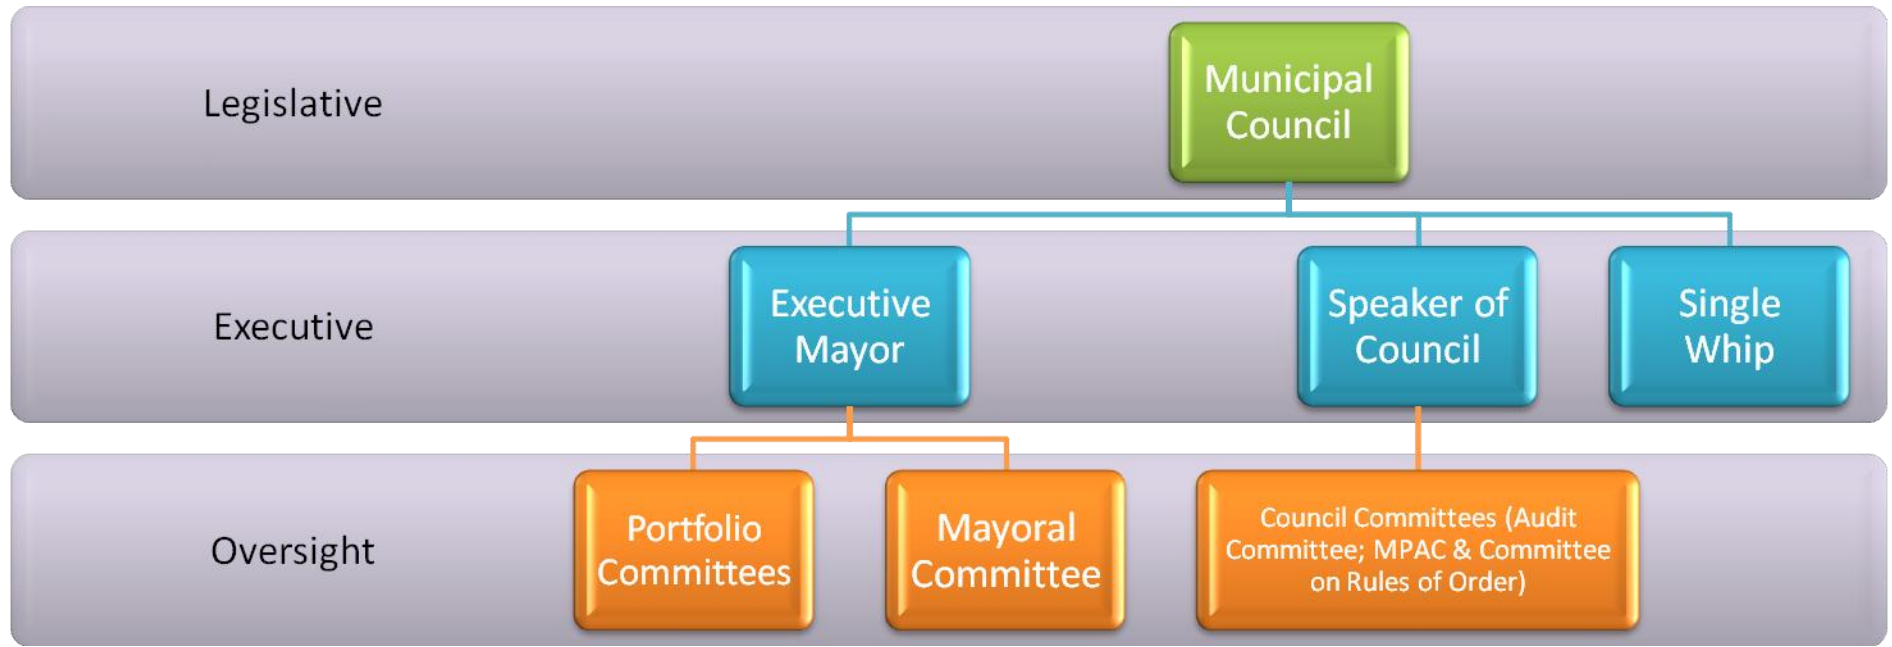 Legislative
Municipal
Council
Executive
Executive
Mayor
Speaker of
Council
Single
Whip
Oversight
Portfolio
Committees
Mayoral
Committee
Council Committees (Audit
Committee; MPAC & Committee
on Rules of Order)